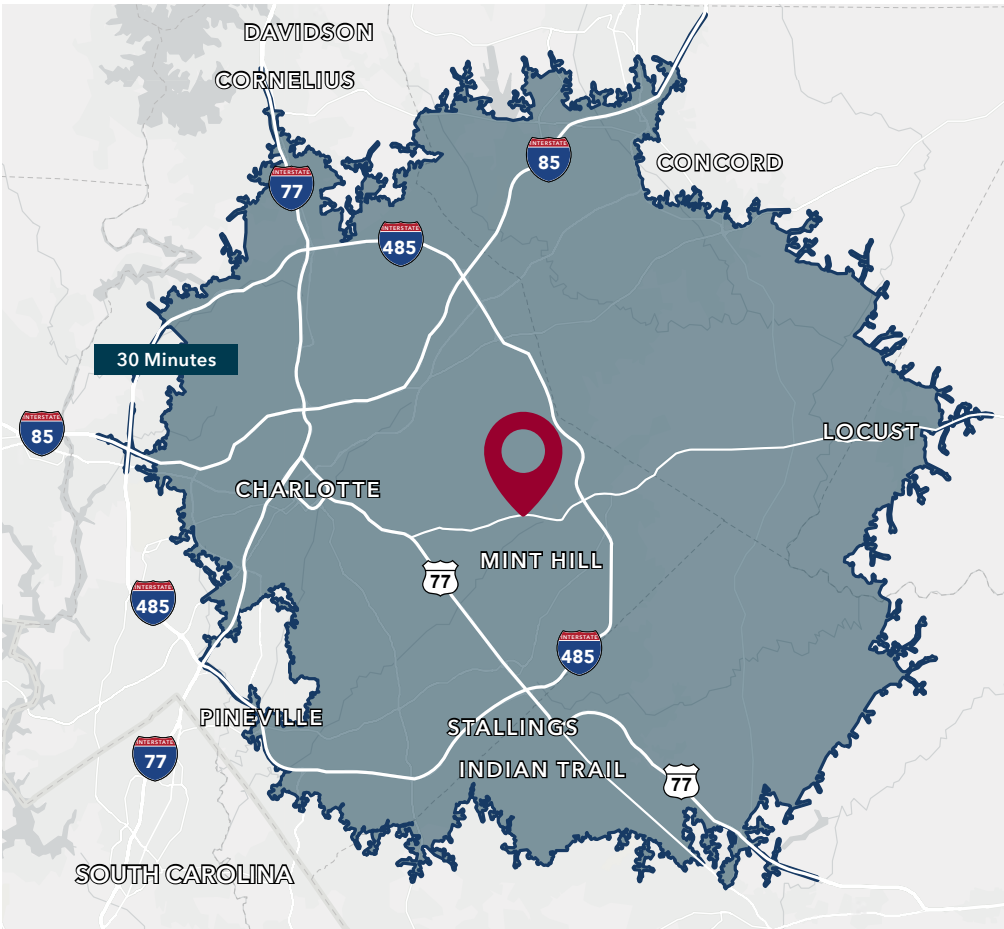 DAVIDSON
CORNELIUS
INTERSTATE
85
CONCORD
INTERSTATE
77
INTERSTATE
485
30 Minutes
INTERSTATE
85
LOCUST
CHARLOTTE
MINT HILL
77
INTERSTATE
485
INTERSTATE
485
PINEVILLE
STALLINGS
INTERSTATE
77
INDIAN TRAIL
77
SOUTH CAROLINA